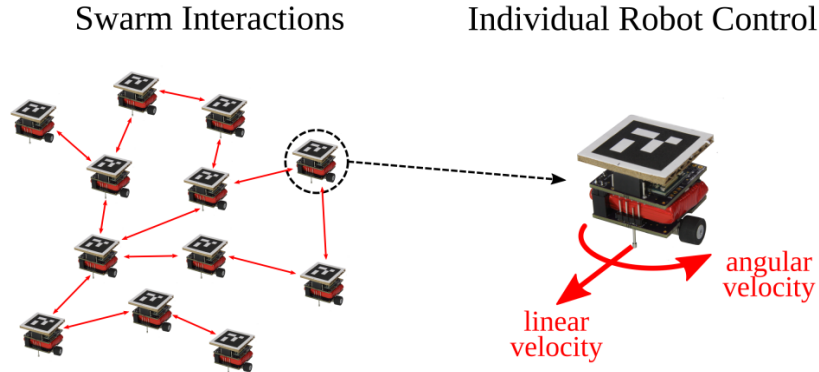 Swarm Interactions
Individual Robot Control
angular
velocity
linear
velocity